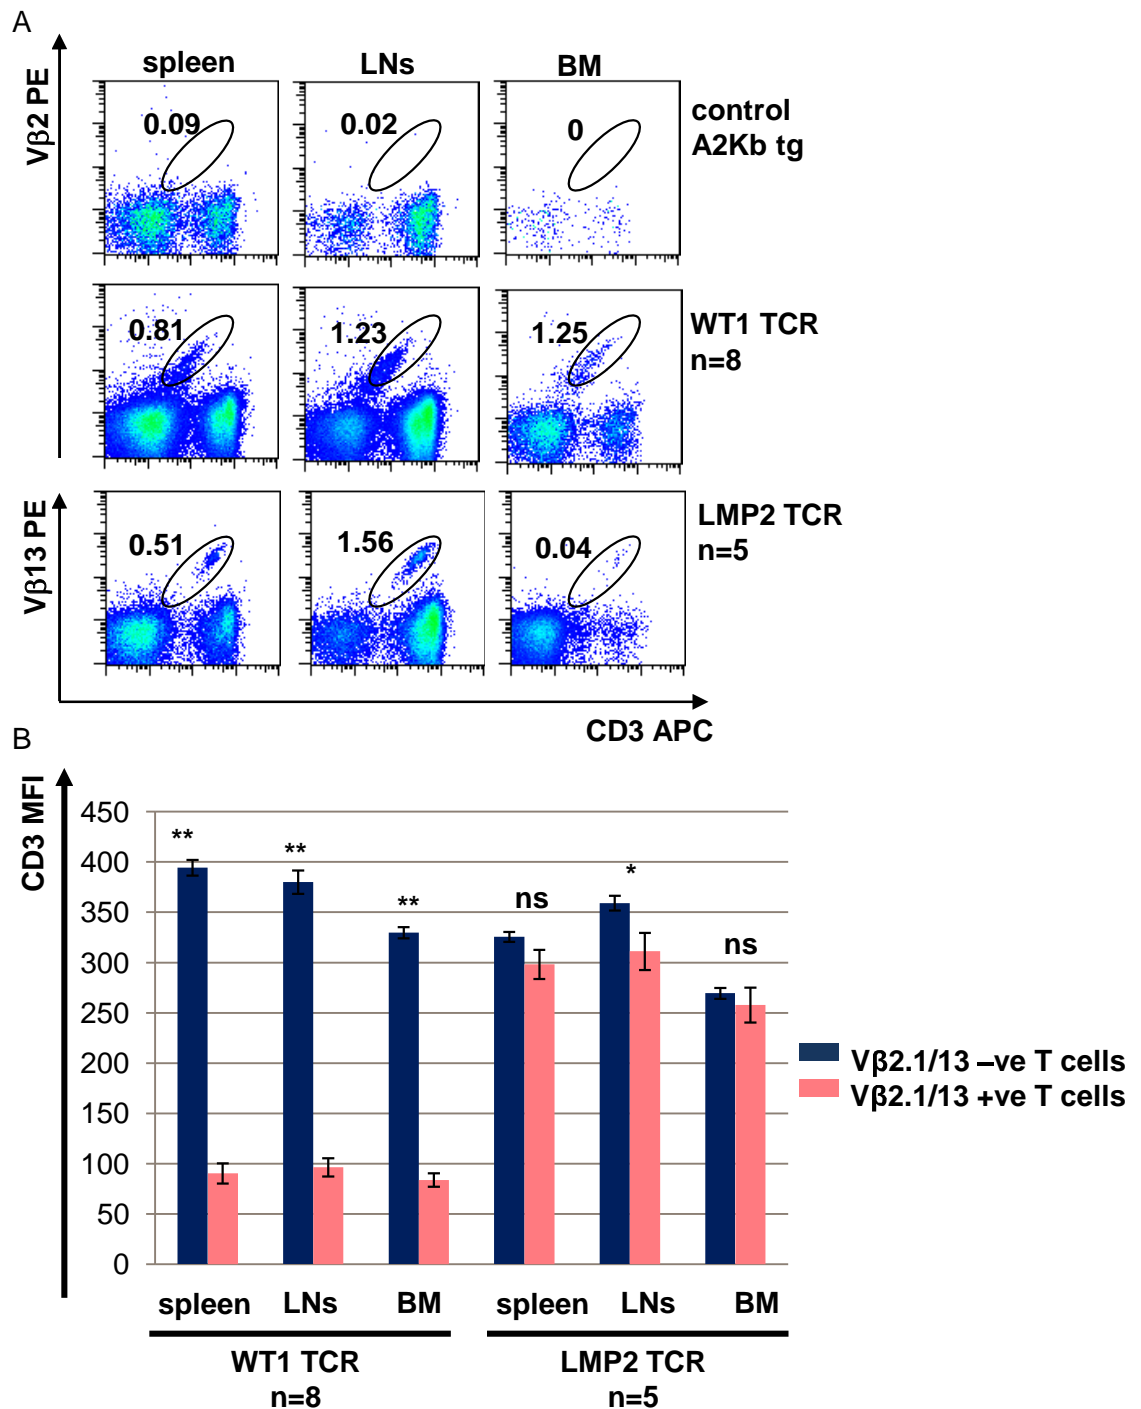 A
Vβ2 PE
spleen
LNs
BM
0.09
0.02
0
control
A2Kb tg
0.81
1.23
1.25
WT1 TCR
n=8
Vβ13 PE
0.51
1.56
0.04
LMP2 TCR
n=5
CD3 APC
B
CD3 MFI
450
400
350
300
250
200
150
100
50
0
**
**
**
ns
*
ns
Vβ2.1/13 –ve T cells
Vβ2.1/13 +ve T cells
spleen
LNs
BM
spleen
LNs
BM
WT1 TCR
n=8
LMP2 TCR
n=5